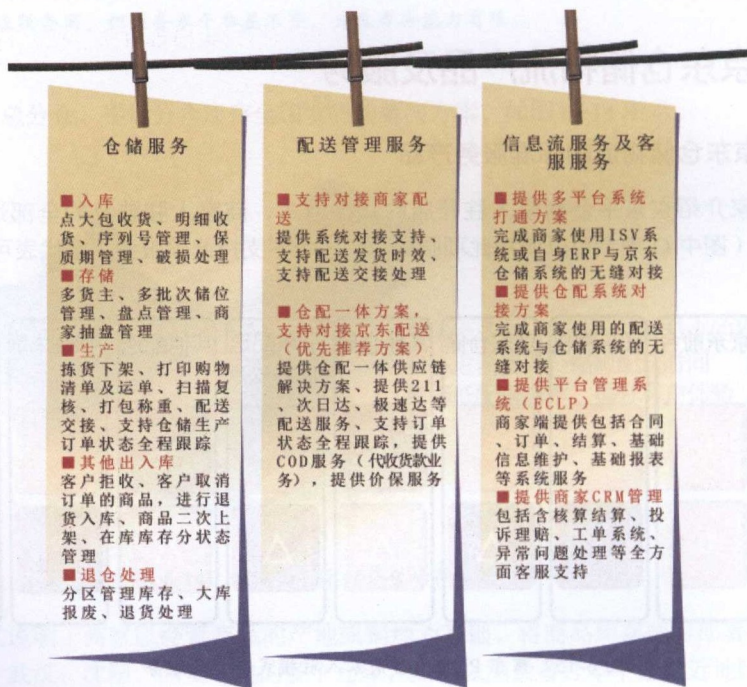 仓储服务
■入库
点大包收货、明细收
货、序列号管理、保
质期管理、破损处理
■存储
多货主、多批次储位
管理、盘点管理、商
家抽盘管理
■生产
拣货下架、打印购物
清单及运单、扫描复
核、打包称重、配送
交接、支持仓储生产
订单状态全程跟踪
■其他出入库
客户拒收、客户取消
订单的商品，进行退
货入库、商品二次上
架、在库库存分状态
管理
■退仓处理
分区管理库存、大库
报废、退货处理
配送管理服务
■支持对接商家配
送
提供系统对接支持、
支持配送发货时效、
支持配送交接处理
■仓配一体方案，
支持对接京东配送
（优先推荐方案）
提供仓配一体供应链
解决方案、提供211
、次日达、极速达等
配送服务、支持订单
状态全程跟踪，提供
COD服务（代收货款业
务），提供价保服务
信息流服务及客
服服务
■提供多平台系统
打通方案
完成商家使用ISV系
统或自身ERP与京东
仓储系统的无缝对接
■提供仓配系统对
接方案
完成商家使用的配送
系统与仓储系统的无
缝对接
■提供平台管理系
统（ECLP）
商家端提供包括合同
、订单、结算、基础
信息维护、基础报表
等系统服务
■提供商家CRM管理
包括含核算结算、投
诉理赔、工单系统、
异常问题处理等全方
面客服支持